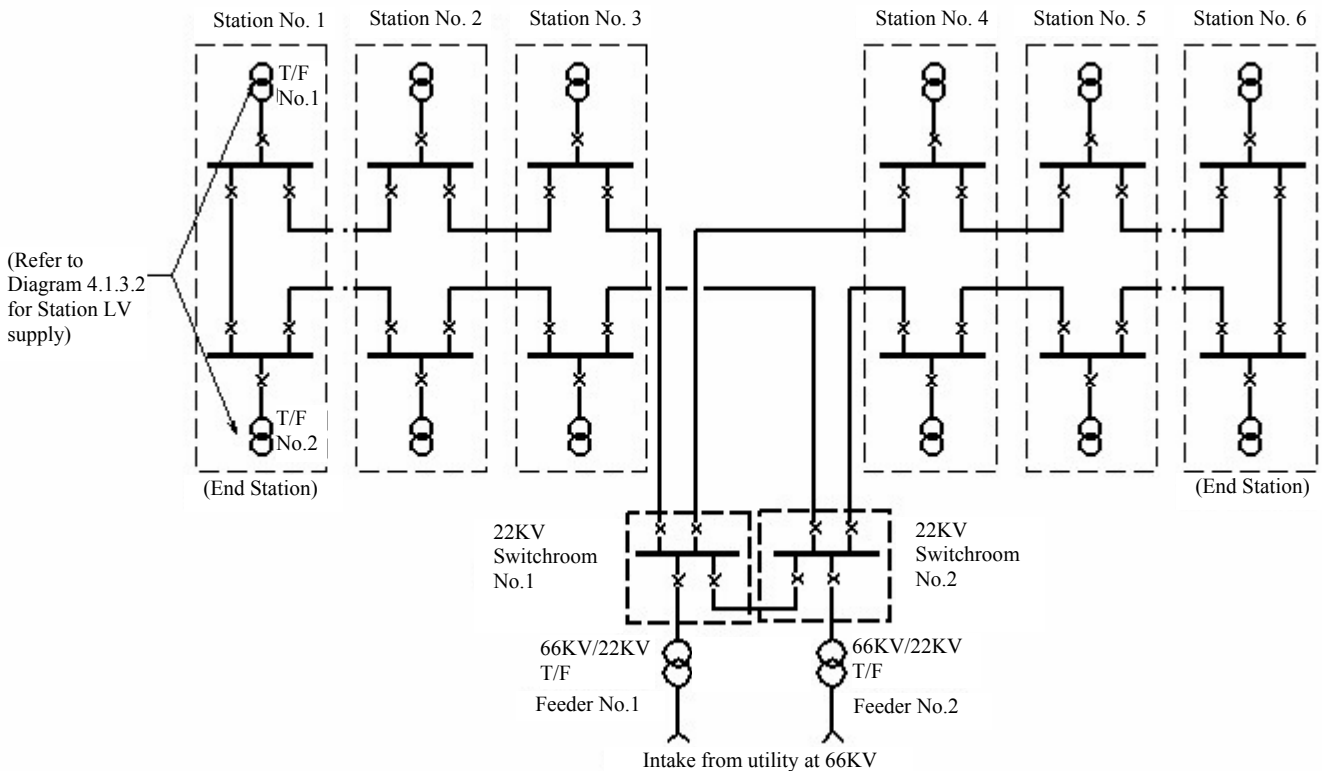 Station No. 1
Station No. 2
Station No. 3
Station No. 4
Station No. 5
Station No. 6
T/F
No.1
(Refer to
Diagram 4.1.3.2
for Station LV
supply)
T/F
No.2
(End Station)
(End Station)
22KV
Switchroom
No.1
22KV
Switchroom
No.2
66KV/22KV
T/F
Feeder No.1
66KV/22KV
T/F
Feeder No.2
Intake from utility at 66KV